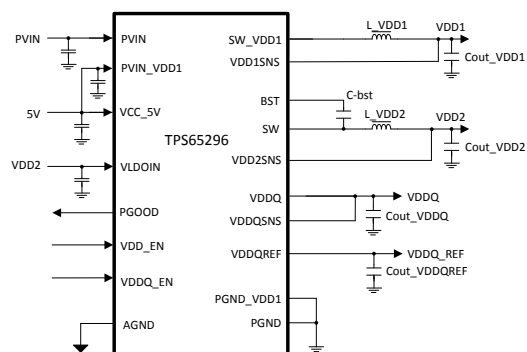 PVIN
PVIN
PVIN_VDD1
5V
VCC_5V
TPS65296
VDD2
VLDOIN
PGOOD
VDD_EN
VDDQ_EN
AGND
L_VDD1
VDD1
SW_VDD1
Cout_VDD1
VDD1SNS
C-bst
BST
L_VDD2
VDD2
SW
Cout_VDD2
VDD2SNS
VDDQ
VDDQ
VDDQSNS
Cout_VDDQ
VDDQREF
VDDQ_REF
Cout_VDDQREF
PGND_VDD1
PGND